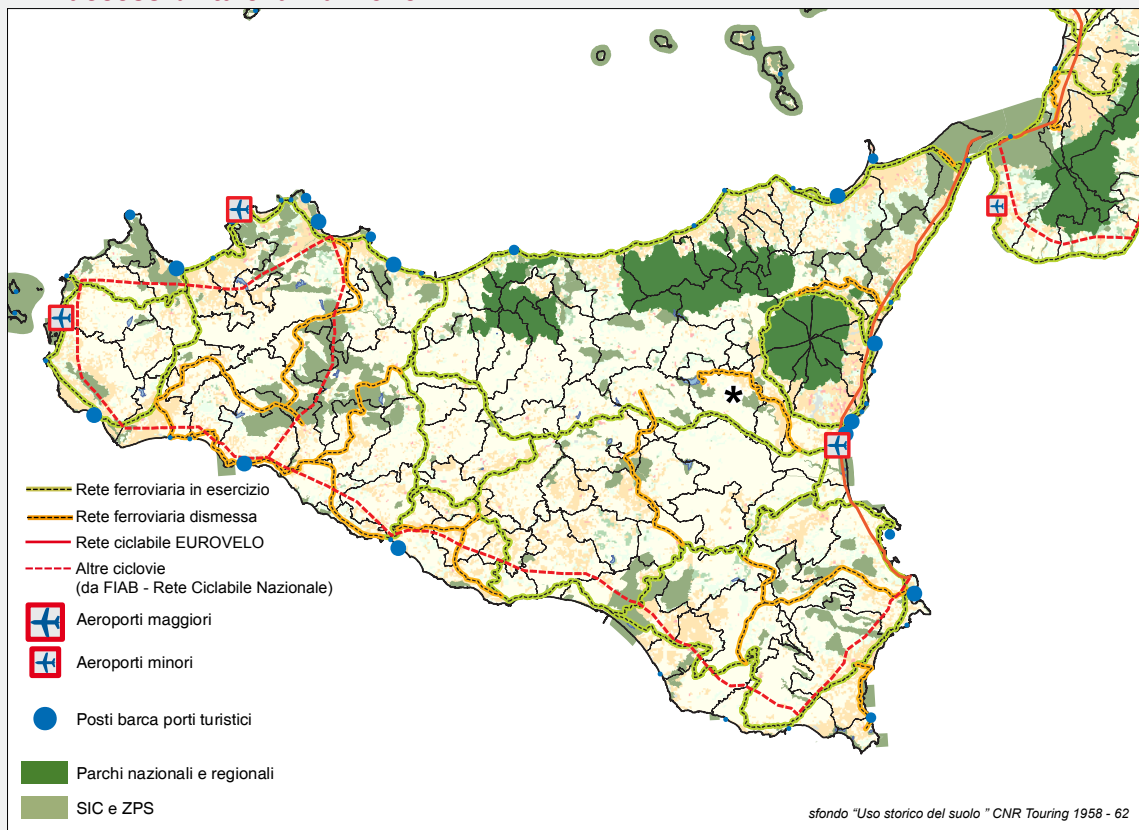 Rete ferroviaria in esercizio
Rete ferroviaria dismessa
Rete ciclabile EUROVELO
Altre ciclovie
(da FIAB - Rete Ciclabile Nazionale)
Aeroporti maggiori
Aeroporti minori
Posti barca porti turistici
Parchi nazionali e regionali
SIC e ZPS
*
sfondo “Uso storico del suolo ” CNR Touring 1958 - 62